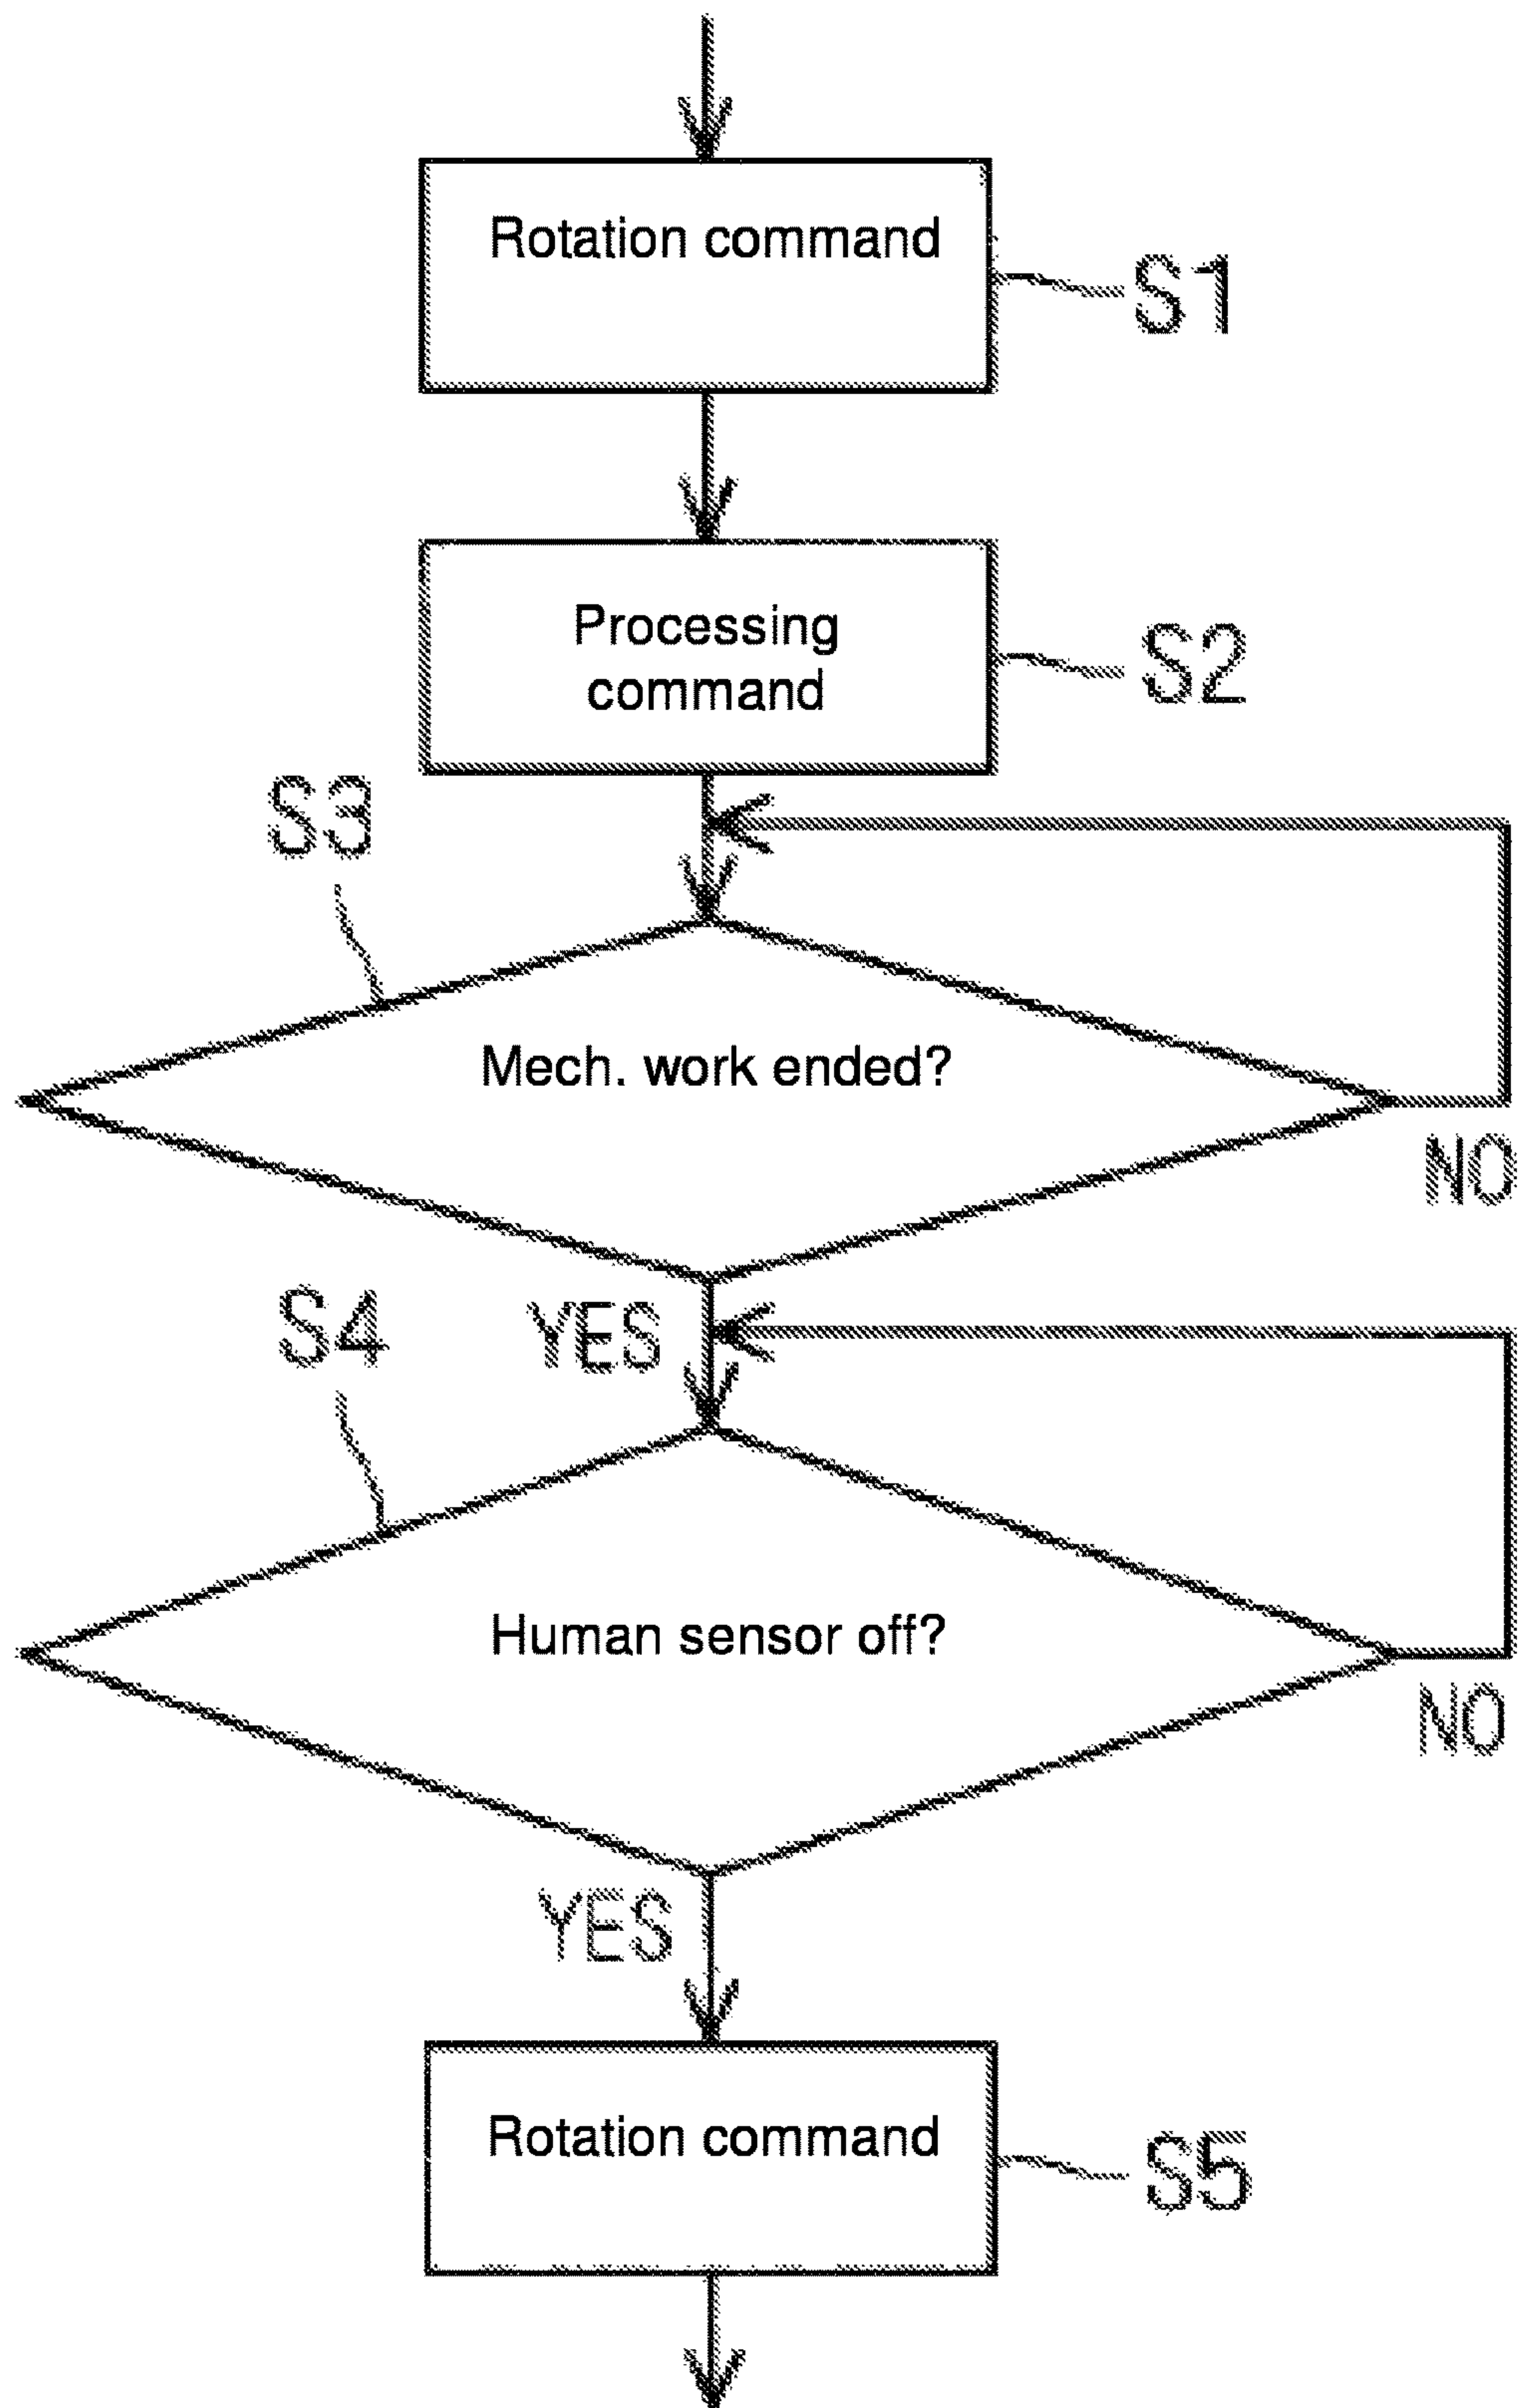 Rotation command
S1
Processing
command
S2
S3
Mech. work ended?
NO
YES
S4
Human sensor off?
NO
YES
Rotation command
S5